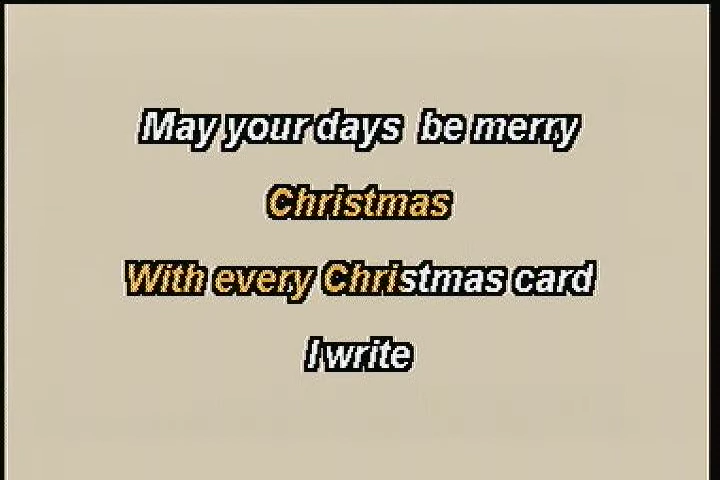 May your days be merry
Christmas
With every Christmas card
I write